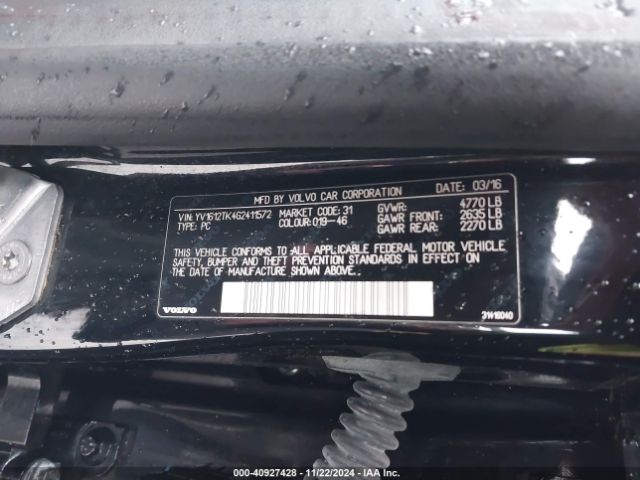 MFD BY VOLVO CAR CORPORATION DATE: 03/16
VIN: YV1612TK4G2411572 MARKET CODE: 31 GVWR: 4770 LB
TYPE: PC COLOUR: 019-46 GAWR FRONT: 2635 LB
GAWR REAR: 2270 LB
THIS VEHICLE CONFORMS TO ALL APPLICABLE FEDERAL MOTOR VEHICLE
SAFETY, BUMPER AND THEFT PREVENTION STANDARDS IN EFFECT ON
THE DATE OF MANUFACTURE SHOWN ABOVE.
VOLVO 31418040
000-40927428 - 11/22/2024 - IAA Inc.